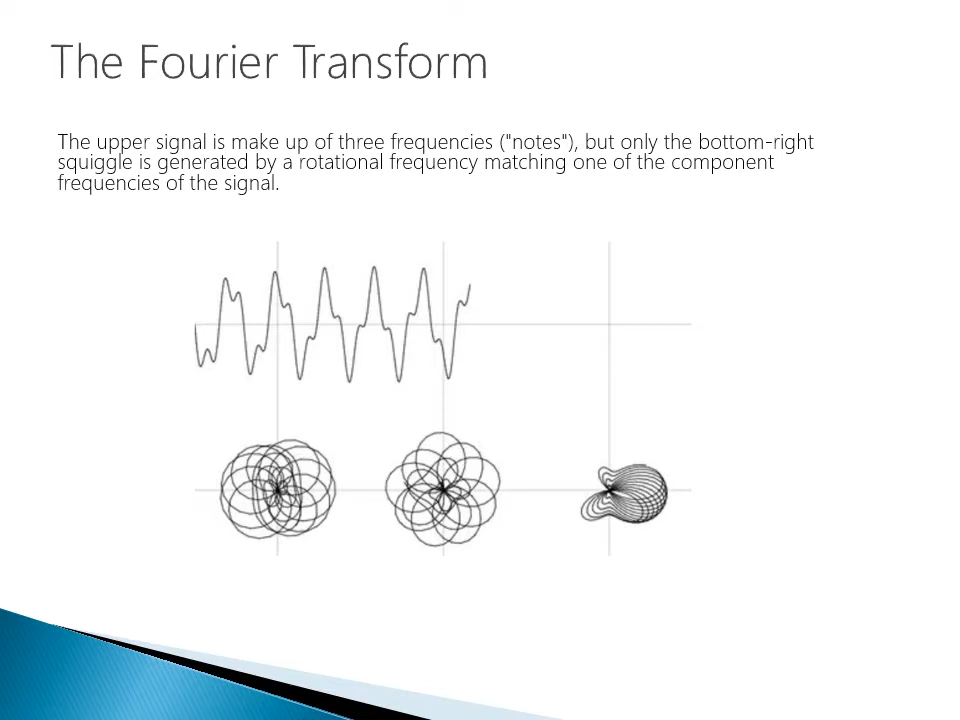 The Fourier Transform
The upper signal is make up of three frequencies ("notes"), but only the bottom-right
squiggle is generated by a rotational frequency matching one of the component
frequencies of the signal.